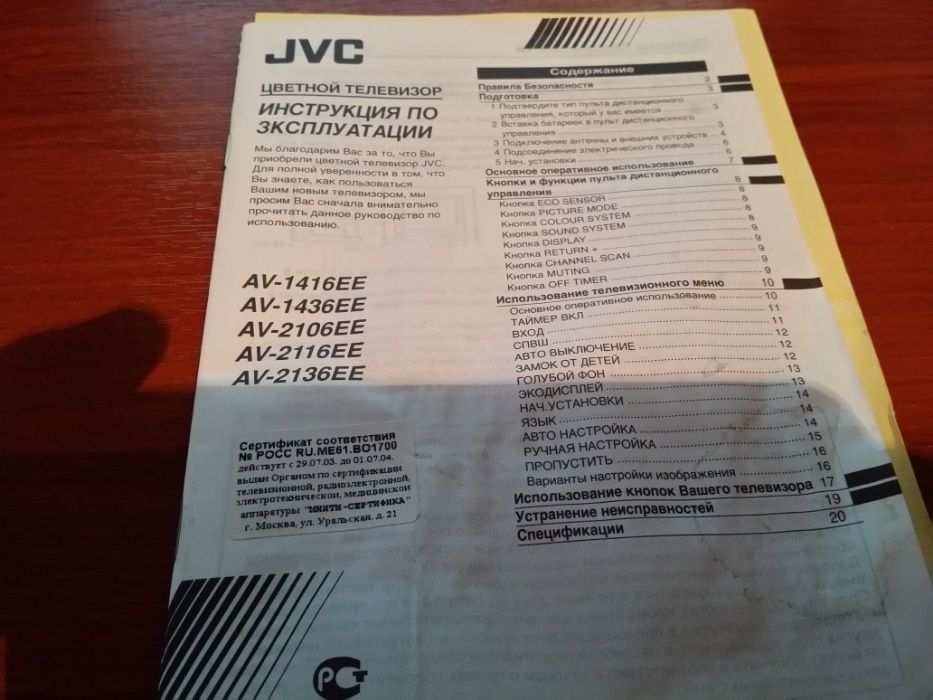 JVC
ЦВЕТНОЙ ТЕЛЕВИЗОР
ИНСТРУКЦИЯ ПО
ЗКСПЛУАТАЦИИ
Мы благодарим Вас за то, что Вы
приобрели цветной телевизор JVC.
Для полной уверенности в том, что
Вы знаете, как пользоваться
Вашим новым телевизором, мы
просим Вас сначала внимательно
прочитать данное руководство по
использованию.
AV-1416EE
AV-1436EE
AV-2106EE
AV-2116EE
AV-2136EE
Сертификат соответствия
№ РОСС RU.ME61.BO1700
действует с 29.07.03. до 01.07.04.
выдан Органом по сертификации
телевизионной, радиоэлектронной,
электротехнической, медицинской
аппаратуры "МНИТИ-СЕРТИФИКА"
г. Москва, ул. Уральская, д. 21
Содержание
Правила Безопасности 2
Подготовка 3
1 Подтвердите тип пульта дистанционного
управления, который у вас имеется 3
2 Вставка батареек в пульт дистанционного
управления 3
3 Подключение антенны и внешних устройств 4
4 Подсоединение электрического провода 6
5 Нач. установки 6
Основное оперативное использование 7
Кнопки и функции пульта дистанционного
управления 8
Кнопка ECO SENSOR 8
Кнопка PICTURE MODE 8
Кнопка COLOUR SYSTEM 8
Кнопка SOUND SYSTEM 8
Кнопка DISPLAY 9
Кнопка RETURN + 9
Кнопка CHANNEL SCAN 9
Кнопка MUTING 9
Кнопка OFF TIMER 9
Использование телевизионного меню 10
Основное оперативное использование 10
ТАЙМЕР ВКЛ 11
ВХОД 11
СПВШ 12
АВТО ВЫКЛЮЧЕНИЕ 12
ЗАМОК ОТ ДЕТЕЙ 12
ГОЛУБОЙ ФОН 13
ЭКОДИСПЛЕЙ 13
НАЧ.УСТАНОВКИ 14
ЯЗЫК 14
АВТО НАСТРОЙКА 14
РУЧНАЯ НАСТРОЙКА 15
ПРОПУСТИТЬ 16
Варианты настройки изображения 16
Использование кнопок Вашего телевизора 17
Устранение неисправностей 19
Спецификации 20